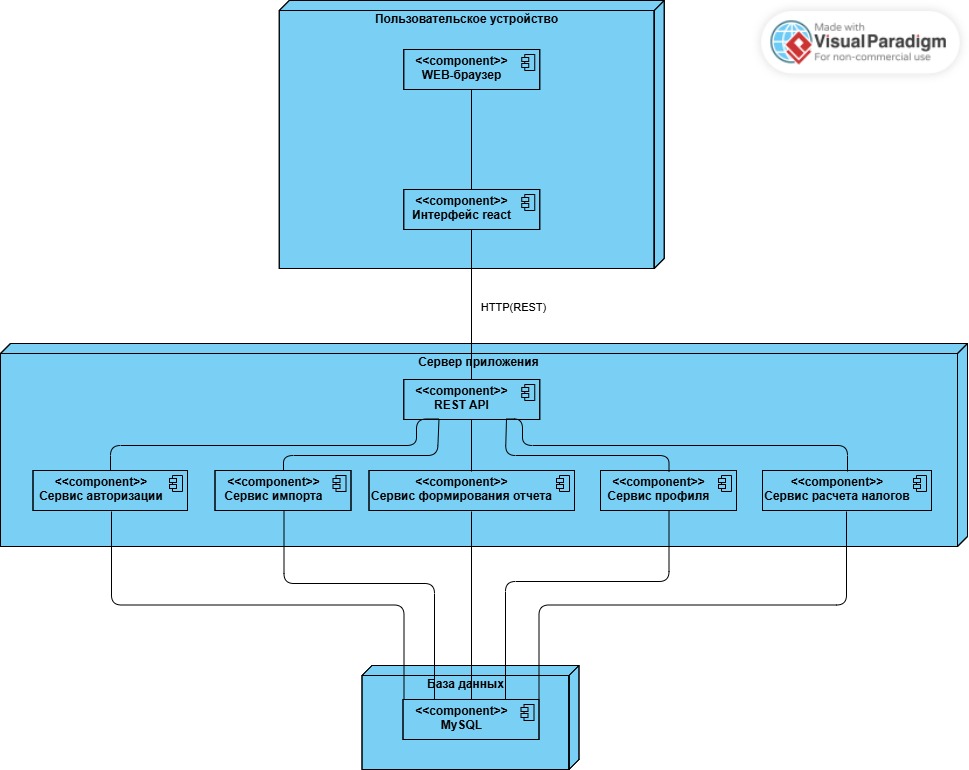 Пользовательское устройство
Made with
Visual Paradigm
For non-commercial use
<<component>>
WEB-браузер
<<component>>
Интерфейс react
HTTP(REST)
Сервер приложения
<<component>>
REST API
<<component>>
Сервис авторизации
<<component>>
Сервис импорта
<<component>>
Сервис формирования отчета
<<component>>
Сервис профиля
<<component>>
Сервис расчета налогов
База данных
<<component>>
MySQL